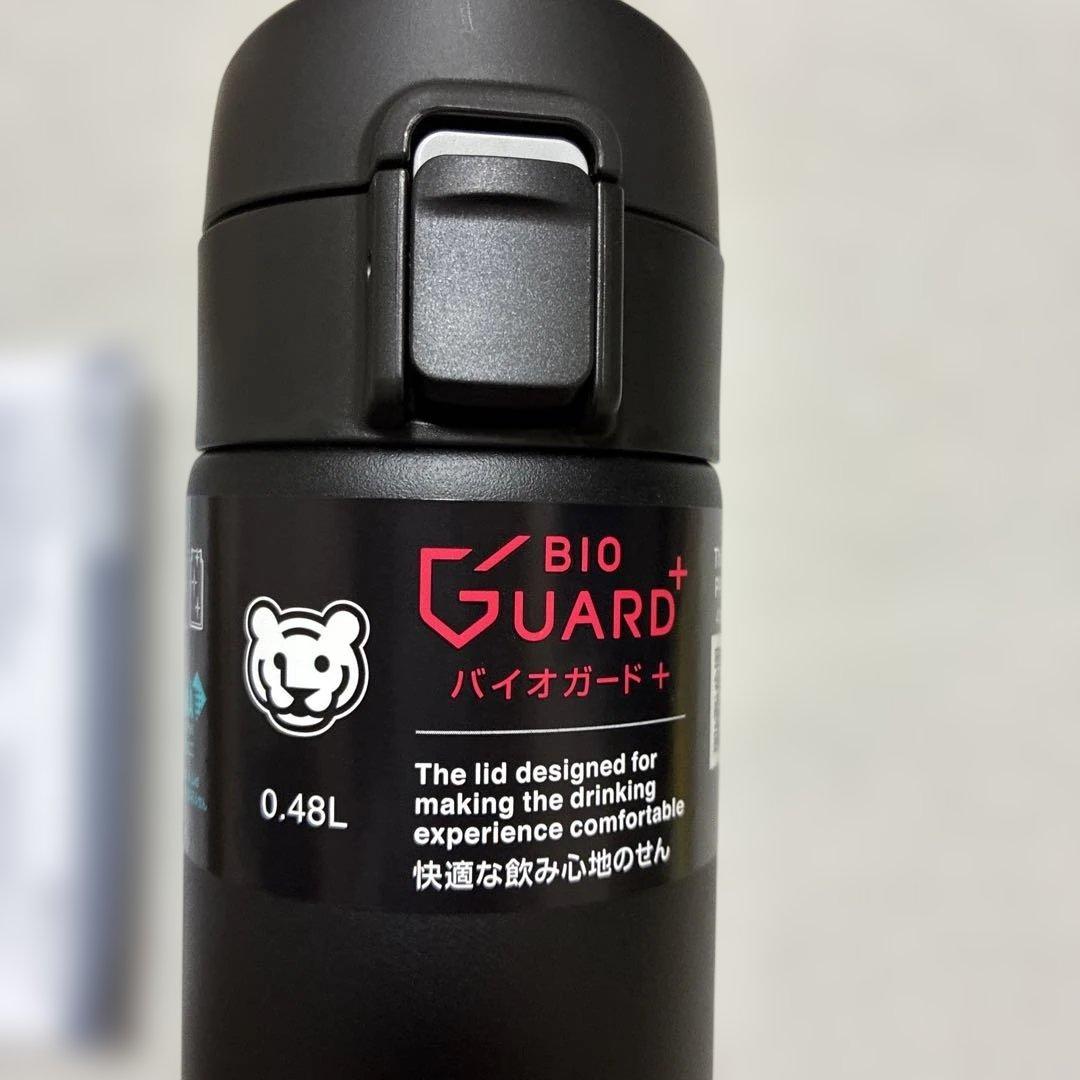 BIO
GUARD+
バイオガード+
The lid designed for
making the drinking
experience comfortable
快適な飲み心地のせん
0.48L